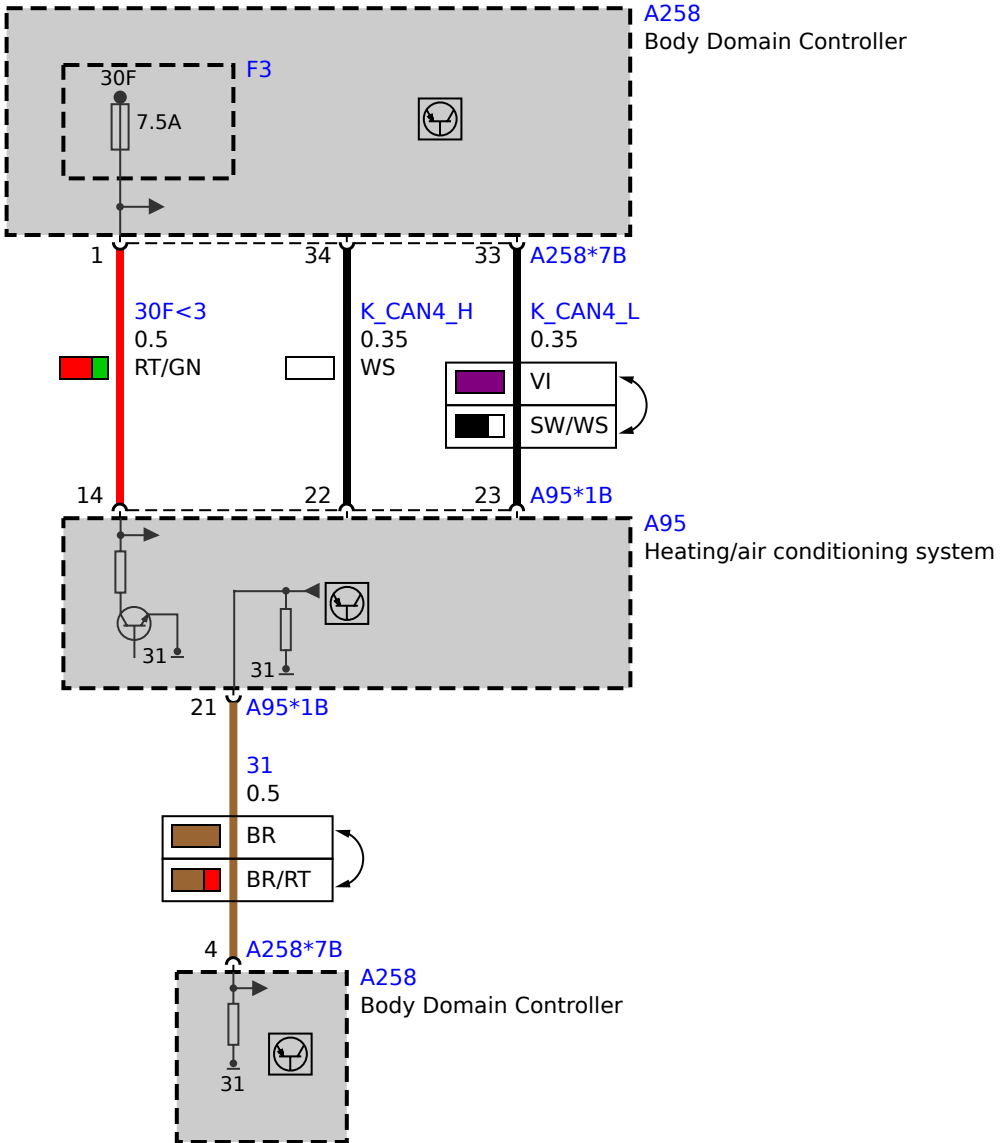 A258
Body Domain Controller
F3
30F
7.5A
1
34
33
A258*7B
30F<3
0.5
RT/GN
K_CAN4_H
0.35
WS
K_CAN4_L
0.35
VI
SW/WS
14
22
23
A95*1B
A95
Heating/air conditioning system
31
31
21
A95*1B
31
0.5
BR
BR/RT
4
A258*7B
A258
Body Domain Controller
31